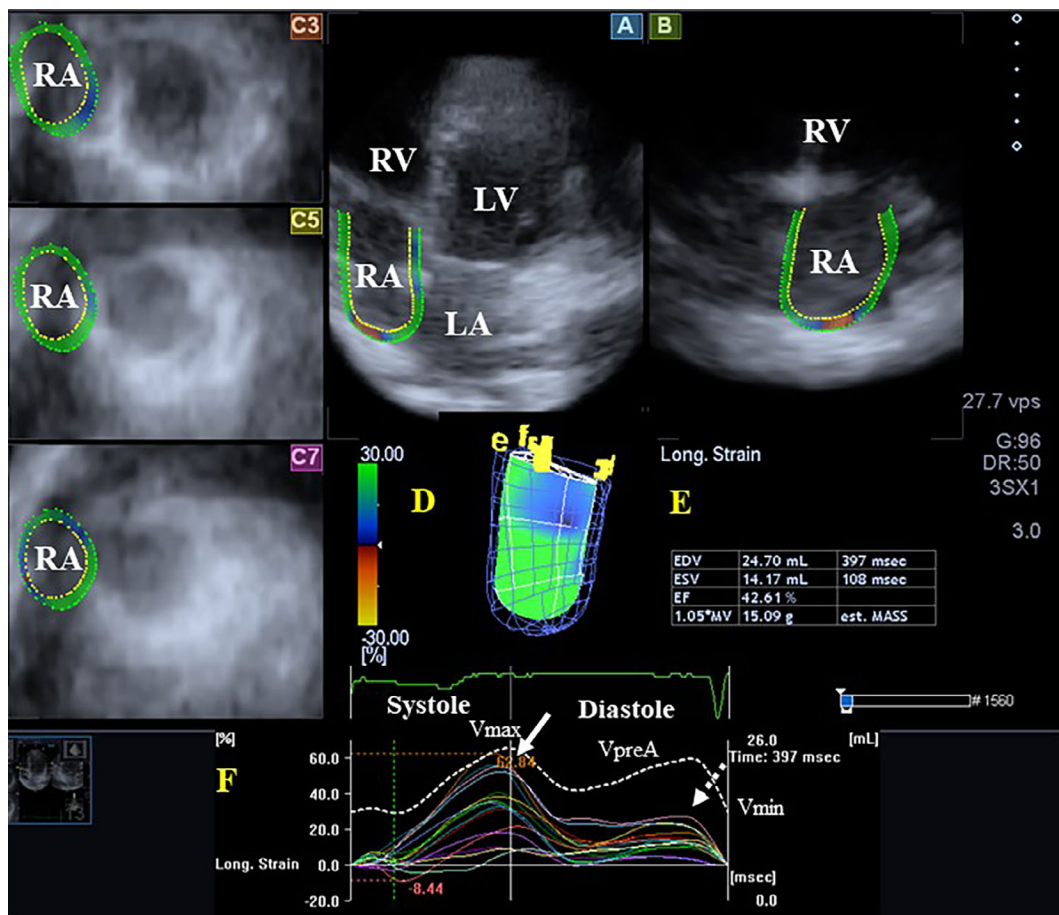 C3
RA
C5
RA
C7
RA
A
RV
LV
RA
LA
B
RV
RA
27.7 vps
G:96
DR:50
3SX1
3.0
30.00
-30.00
[%]
D
e f
Long. Strain
E
EDV 24.70 mL 397 msec
ESV 14.17 mL 108 msec
EF 42.61 %
1.05*MV 15.09 g est. MASS
# 1560
Systole Diastole
F
[%]
60.0
40.0
20.0
Long. Strain 0.0
-20.0
Vmax
62.84
VpreA
Vmin
-8.44
26.0 [mL]
Time: 397 msec
[msec]
0.0
T3